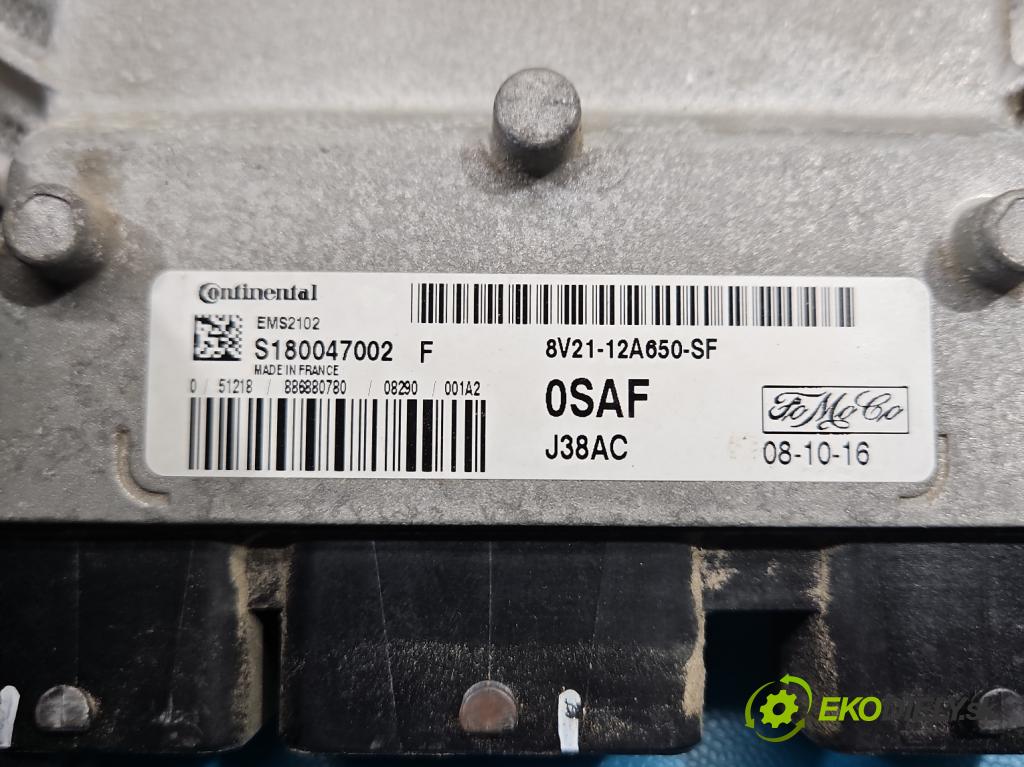 Continental
EMS2102
S180047002 F
MADE IN FRANCE
0 / 51218 / 886880780 / 08290 / 001A2
8V21-12A650-SF
0SAF
J38AC
FoMoCo
08-10-16
EKODIELY.SK